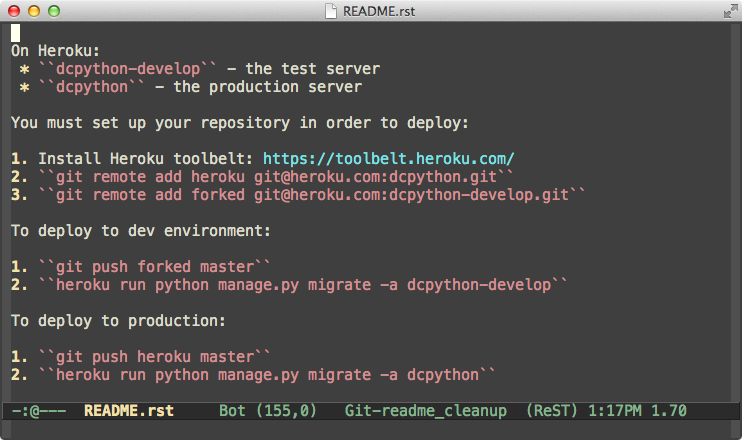 README.rst
On Heroku:
* ``dcpython-develop`` - the test server
* ``dcpython`` - the production server
You must set up your repository in order to deploy:
1. Install Heroku toolbelt: https://toolbelt.heroku.com/
2. ``git remote add heroku git@heroku.com:dcpython.git``
3. ``git remote add forked git@heroku.com:dcpython-develop.git``
To deploy to dev environment:
1. ``git push forked master``
2. ``heroku run python manage.py migrate -a dcpython-develop``
To deploy to production:
1. ``git push heroku master``
2. ``heroku run python manage.py migrate -a dcpython``
-:@--- README.rst Bot (155,0) Git-readme_cleanup (ReST) 1:17PM 1.70